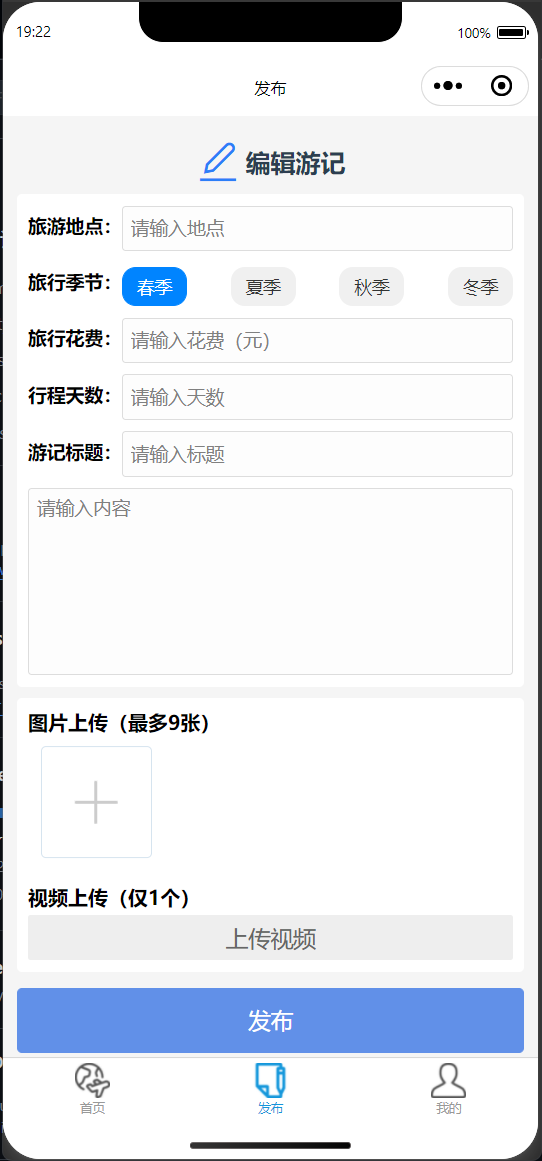 19:22
100%
发布
编辑游记
旅游地点：
请输入地点
旅行季节：
春季 夏季 秋季 冬季
旅行花费：
请输入花费（元）
行程天数：
请输入天数
游记标题：
请输入标题
请输入内容
图片上传（最多9张）
视频上传（仅1个）
上传视频
发布
首页 发布 我的